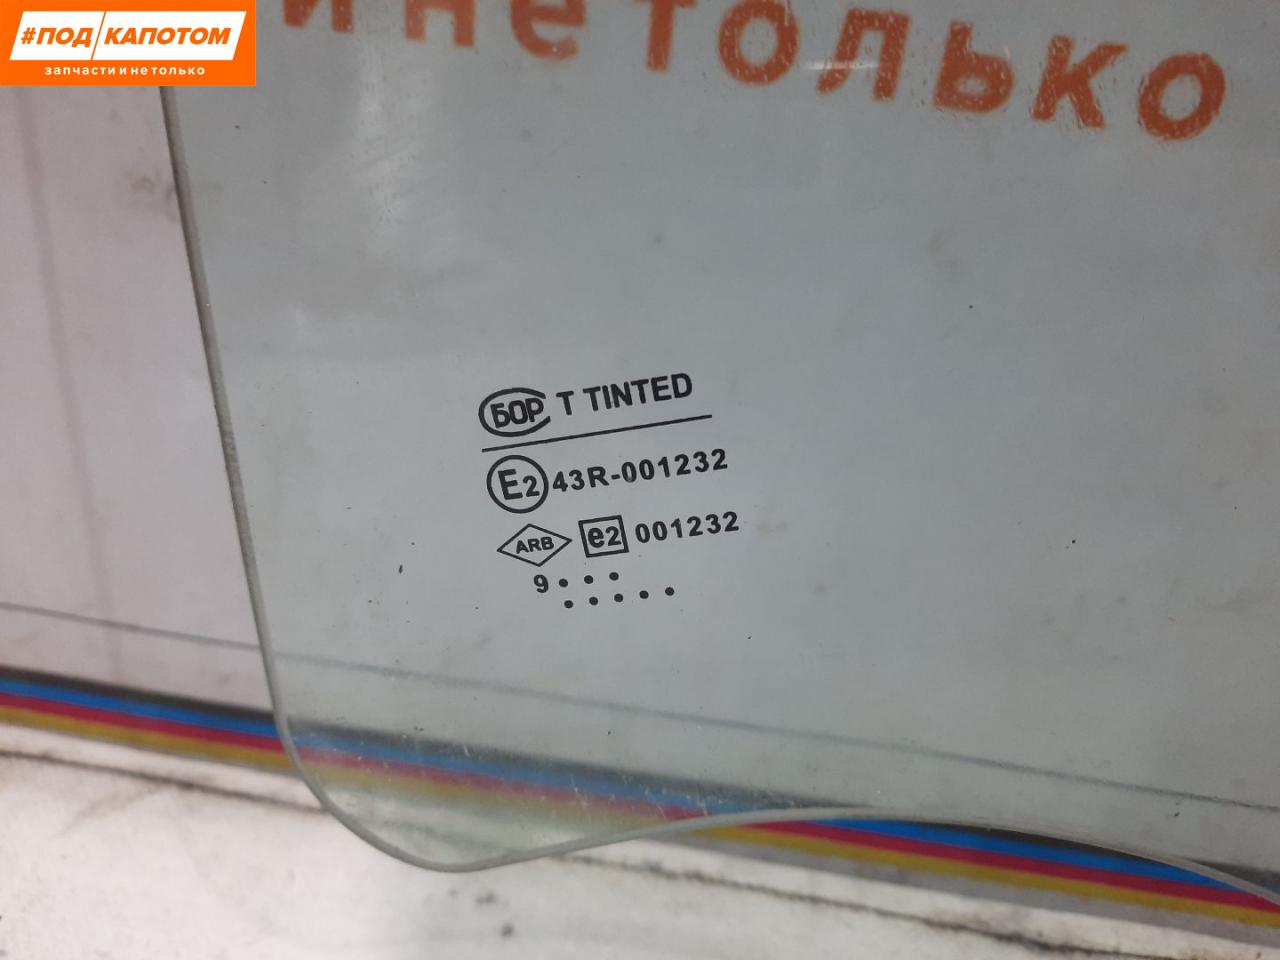 #ПОД КАПОТОМ
запчасти и не только
и не только
БОР T TINTED
E2 43R-001232
ARB e2 001232
9 • • •
• • • • •